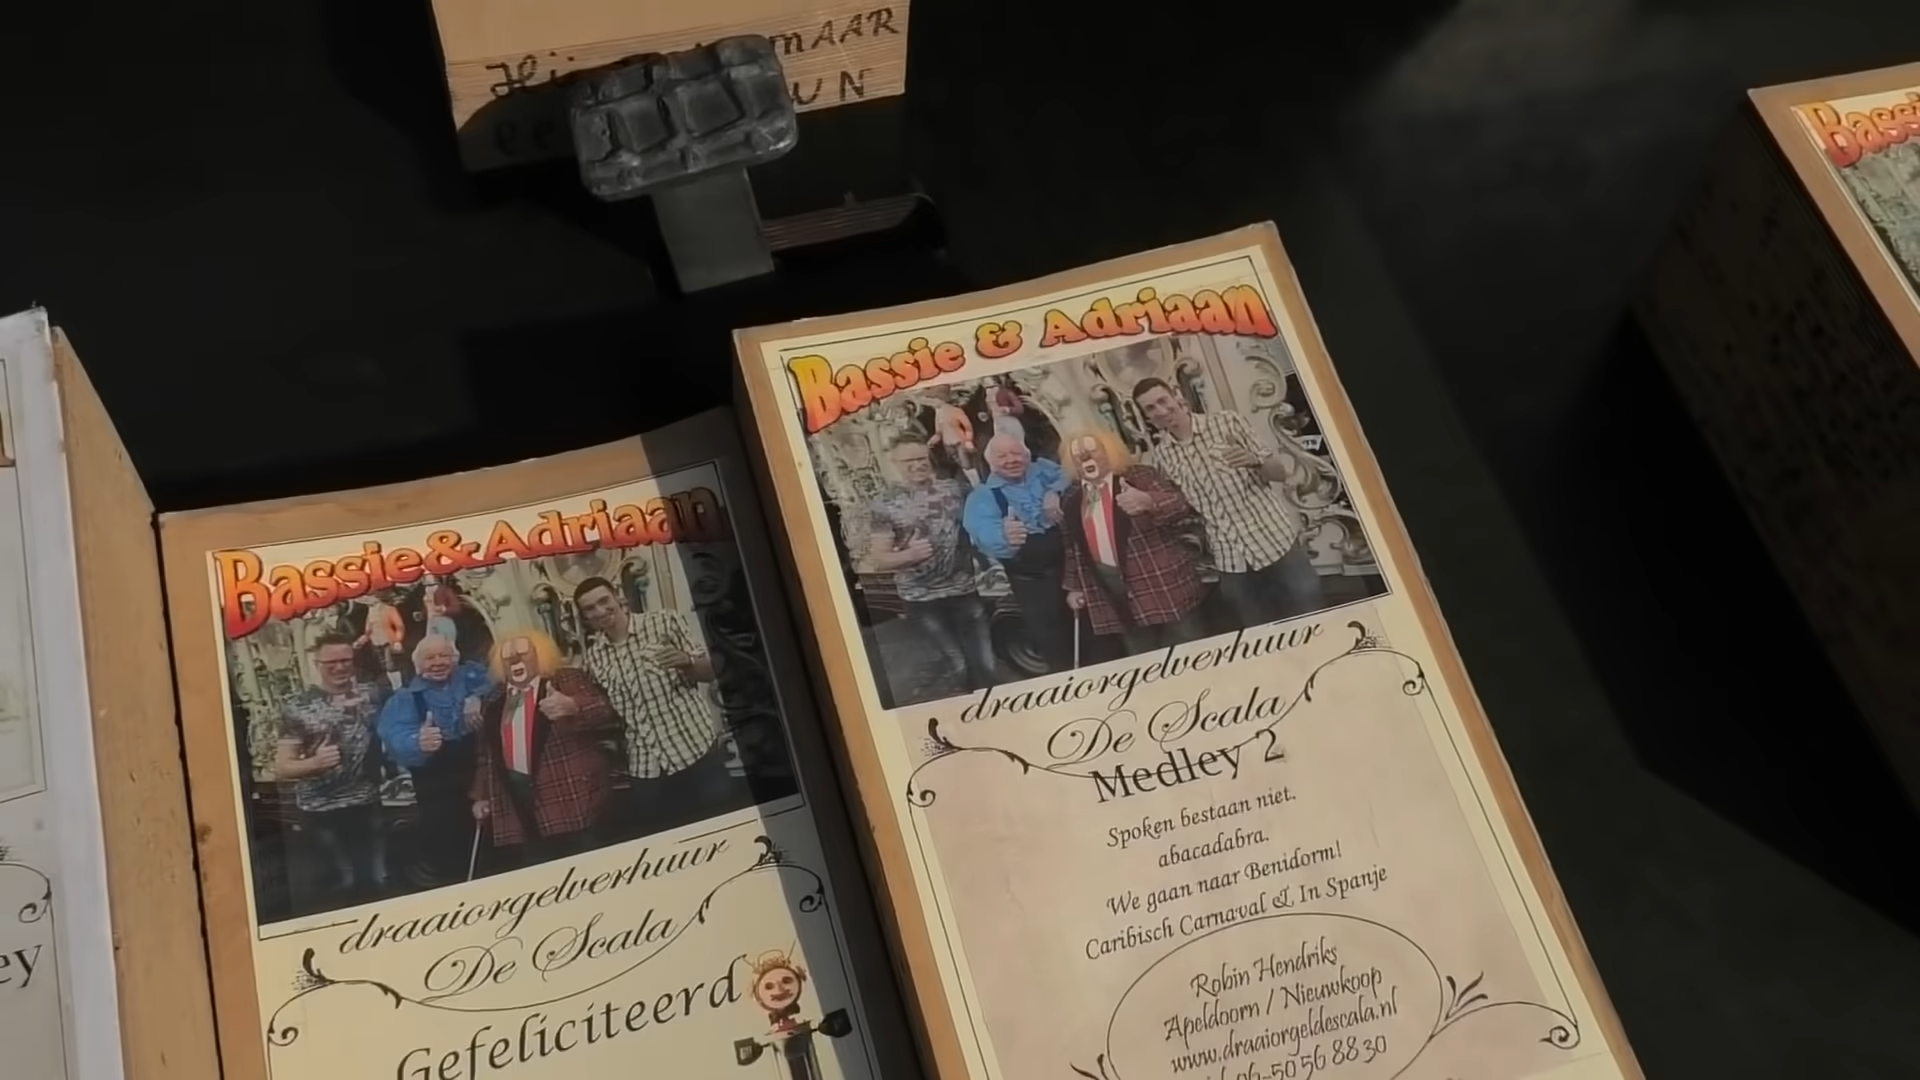 mAAR
UN
Bassie & Adriaan
draaiorgelverhuur
De Scala
Medley 2
Spoken bestaan niet.
abacadabra.
We gaan naar Benidorm!
Caribisch Carnaval & In Spanje
Robin Hendriks
Apeldoorn / Nieuwkoop
www.draaiorgeldescala.nl
06-50 56 88 30
Bassie&Adriaan
draaiorgelverhuur
De Scala
Gefeliciteerd
ey
Bassi